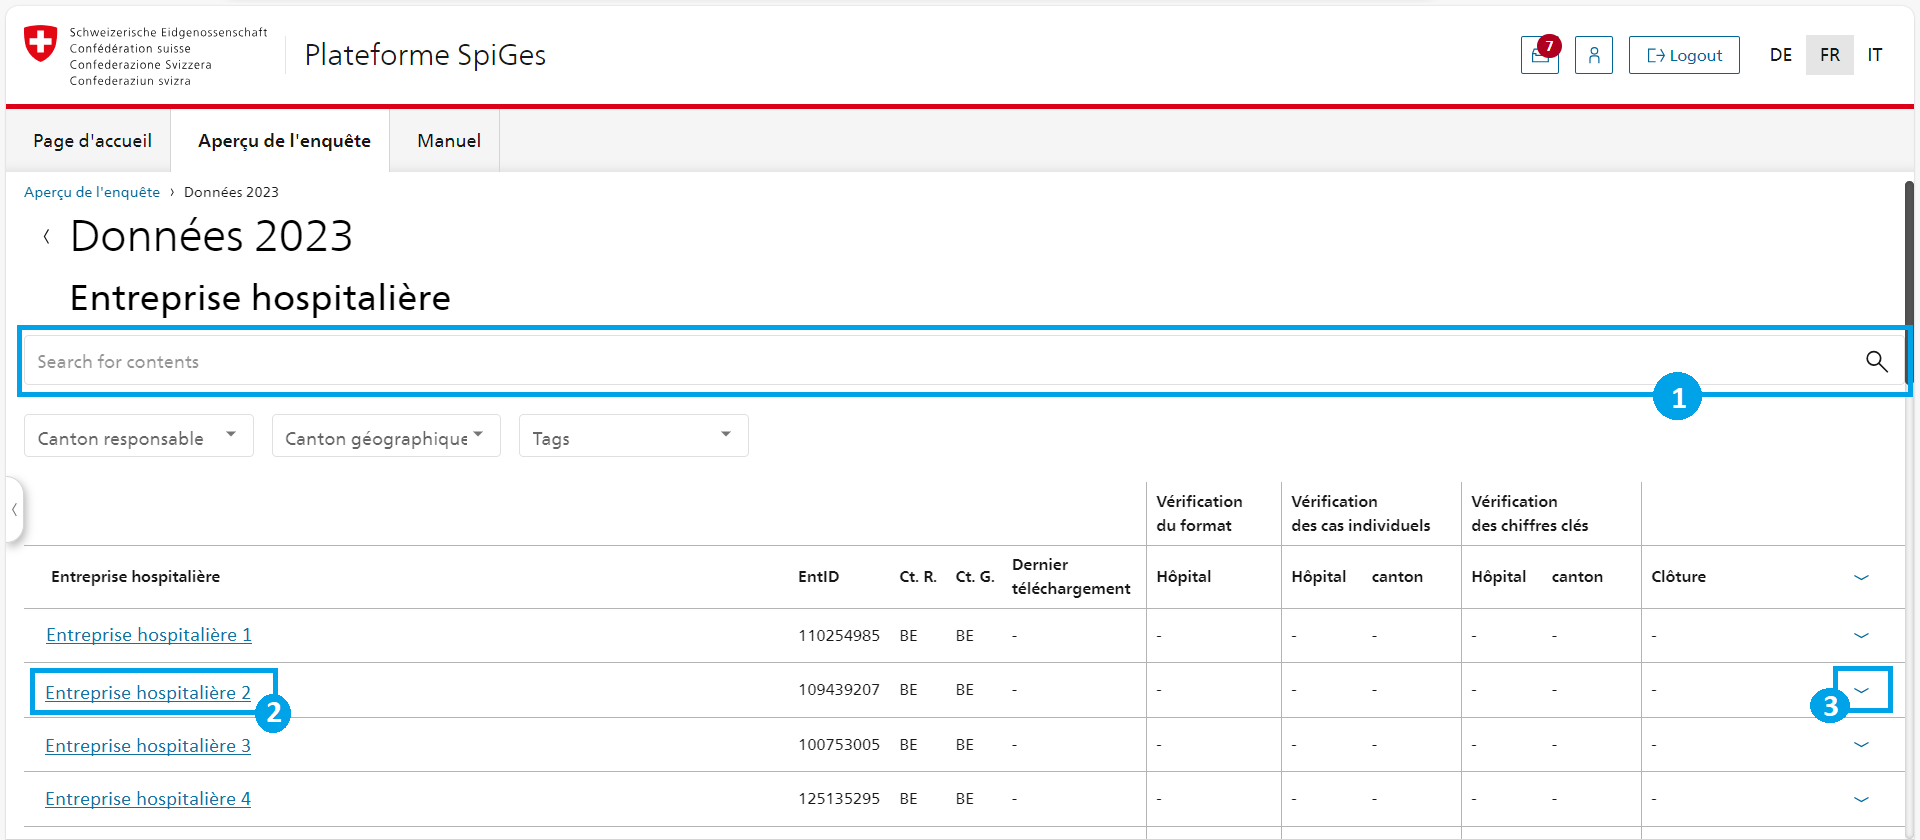 Schweizerische Eidgenossenschaft
Confédération suisse
Confederazione Svizzera
Confederaziun svizra
Plateforme SpiGes
7
Logout
DE FR IT
Page d'accueil Aperçu de l'enquête Manuel
Aperçu de l'enquête › Données 2023
Données 2023
Entreprise hospitalière
Search for contents
1
Canton responsable Canton géographique Tags
Vérification du format Vérification des cas individuels Vérification des chiffres clés
Entreprise hospitalière EntID Ct. R. Ct. G. Dernier téléchargement Hôpital Hôpital canton Hôpital canton Clôture
Entreprise hospitalière 1 110254985 BE BE - - - - - - -
Entreprise hospitalière 2 109439207 BE BE - - - - - - -
2 3
Entreprise hospitalière 3 100753005 BE BE - - - - - - -
Entreprise hospitalière 4 125135295 BE BE - - - - - - -